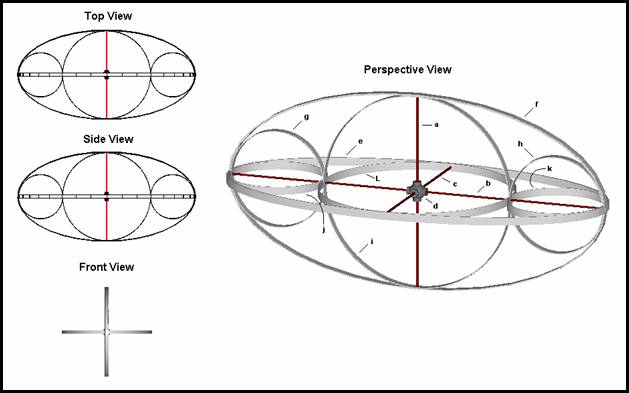 Top View
Side View
Front View
Perspective View
a
f
g
e
h
k
L
c
b
d
j
i